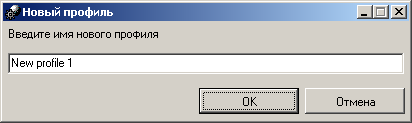 Новый профиль
Введите имя нового профиля
New profile 1
OK
Отмена